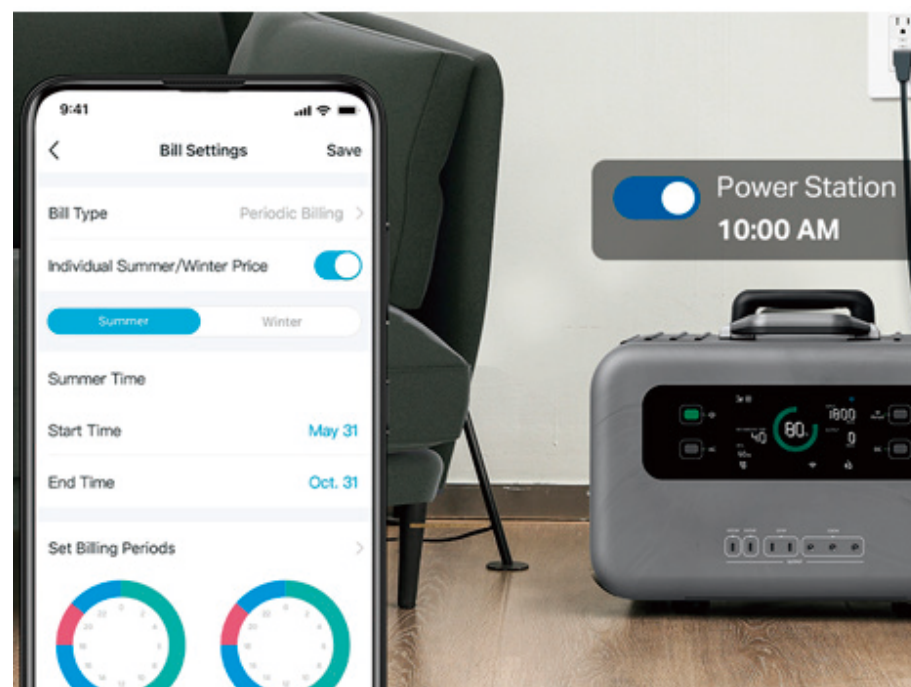 9:41
Bill Settings
Save
Bill Type
Periodic Billing
Individual Summer/Winter Price
Summer
Winter
Summer Time
Start Time
May 31
End Time
Oct. 31
Set Billing Periods
Power Station
10:00 AM
1800
40
80
0